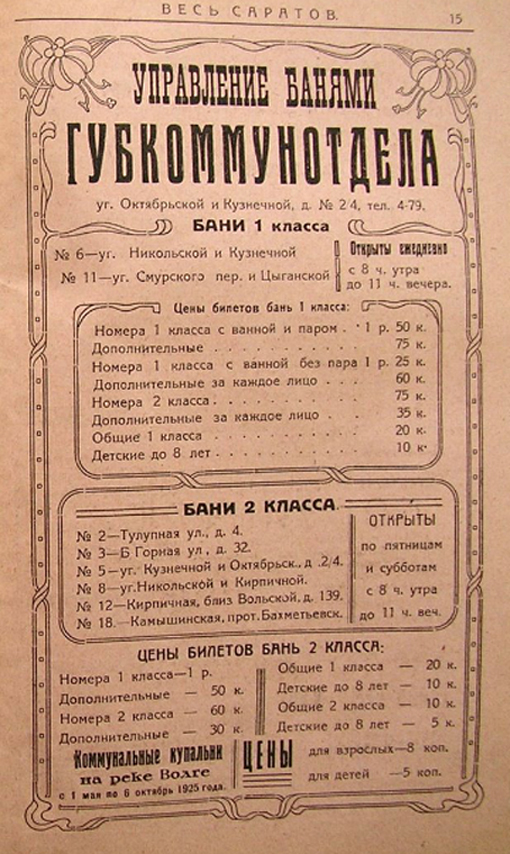 ВЕСЬ САРАТОВ. 15
УПРАВЛЕНИЕ БАНЯМИ
ГУБКОММУНОТДЕЛА
уг. Октябрьской и Кузнечной, д. № 2/4, тел. 4-79.
БАНИ 1 класса
№ 6—уг. Никольской и Кузнечной
№ 11—уг. Смурского пер. и Цыганской
Открыты ежедневно
с 8 ч. утра
до 11 ч. вечера.
Цены билетов бань 1 класса:
Номера 1 класса с ванной и паром . 1 р. 50 к.
Дополнительные . . . . . . . . . . 75 к.
Номера 1 класса с ванной без пара 1 р. 25 к.
Дополнительные за каждое лицо . . 60 к.
Номера 2 класса . . . . . . . . . 75 к.
Дополнительные за каждое лицо . . 35 к.
Общие 1 класса . . . . . . . . . . 20 к.
Детские до 8 лет . . . . . . . . . 10 к.
БАНИ 2 КЛАССА.
№ 2—Тулупная ул., д. 4.
№ 3—Б Горная ул., д. 32.
№ 5—уг. Кузнечной и Октябрьск., д .2/4.
№ 8—уг. Никольской и Кирпичной.
№ 12—Кирпичная, близ Вольской, д. 139.
№ 18.—Камышинская, прот. Бахметьевск.
ОТКРЫТЫ
по пятницам
и субботам
с 8 ч. утра
до 11 ч. веч.
ЦЕНЫ БИЛЕТОВ БАНЬ 2 КЛАССА:
Номера 1 класса—1 р.
Дополнительные — 50 к.
Номера 2 класса — 60 к.
Дополнительные — 30 к.
Общие 1 класса — 20 к.
Детские до 8 лет — 10 к.
Общие 2 класса — 10 к.
Детские до 8 лет — 5 к.
Коммунальные купальни
на реке Волге
с 1 мая по 6 октябрь 1925 года.
ЦЕНЫ
для взрослых—8 коп.
для детей —5 коп.